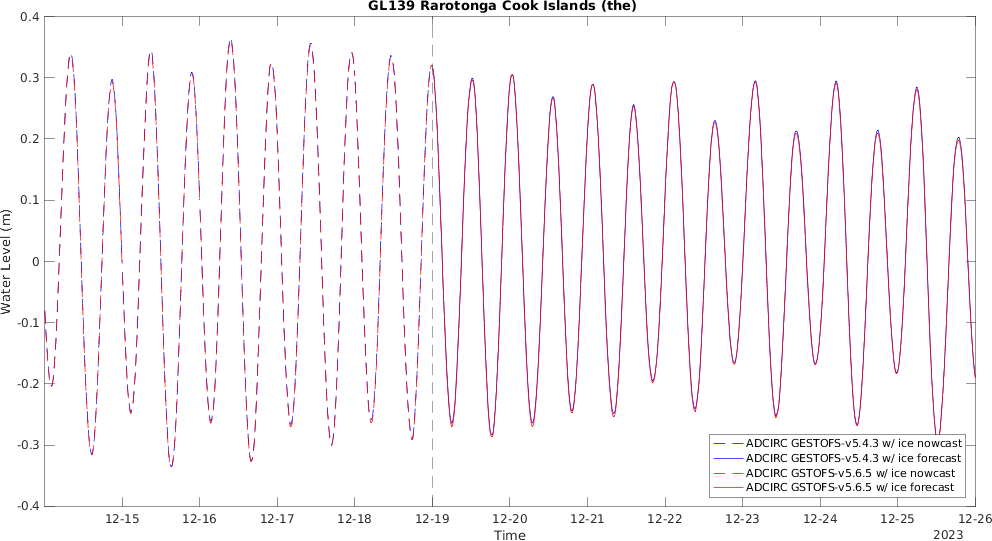 GL139 Rarotonga Cook Islands (the)
0.4
0.3
0.2
0.1
0
-0.1
-0.2
-0.3
-0.4
Water Level (m)
ADCIRC GESTOFS-v5.4.3 w/ ice nowcast
ADCIRC GESTOFS-v5.4.3 w/ ice forecast
ADCIRC GSTOFS-v5.6.5 w/ ice nowcast
ADCIRC GSTOFS-v5.6.5 w/ ice forecast
12-15 12-16 12-17 12-18 12-19 12-20 12-21 12-22 12-23 12-24 12-25 12-26
Time
2023